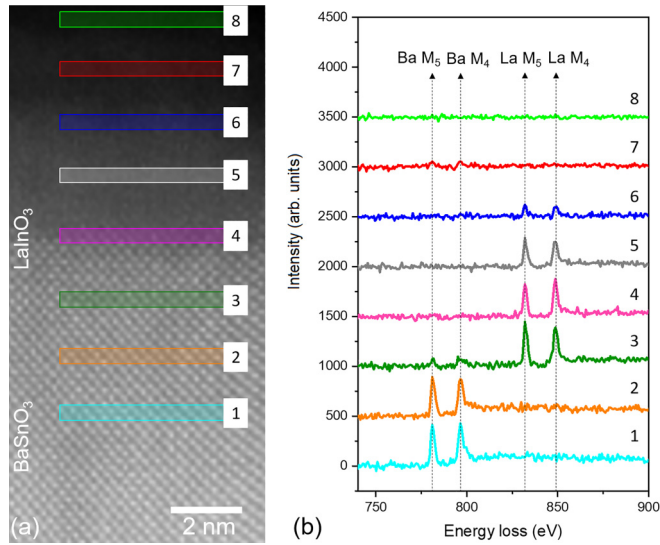 8
7
6
5
4
3
2
1
LaInO₃
BaSnO₃
2 nm
(a)
4500
4000
3500
3000
2500
2000
1500
1000
500
0
Intensity (arb. units)
Ba M₅ Ba M₄ La M₅ La M₄
8
7
6
5
4
3
2
1
750 800 850 900
Energy loss (eV)
(b)